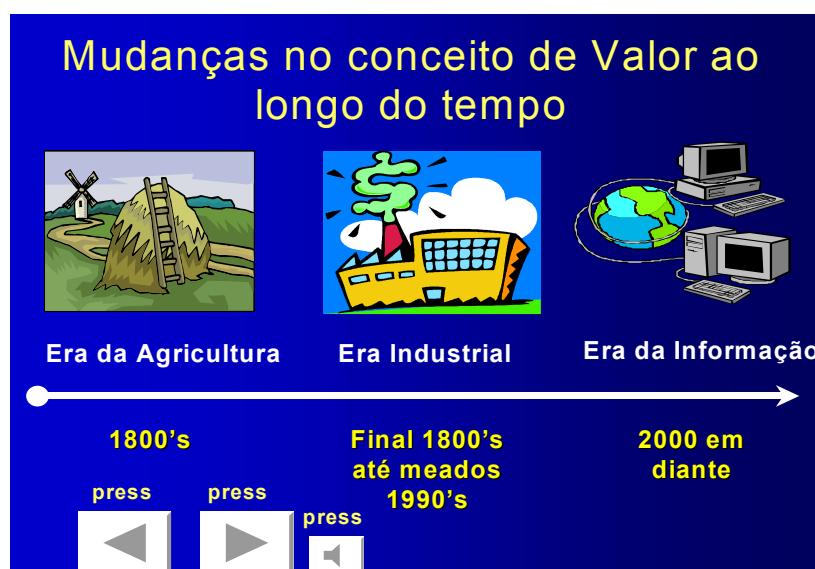 Mudanças no conceito de Valor ao
longo do tempo
Era da Agricultura
Era Industrial
Era da Informação
1800’s
Final 1800’s
até meados
1990’s
2000 em
diante
press
press
press